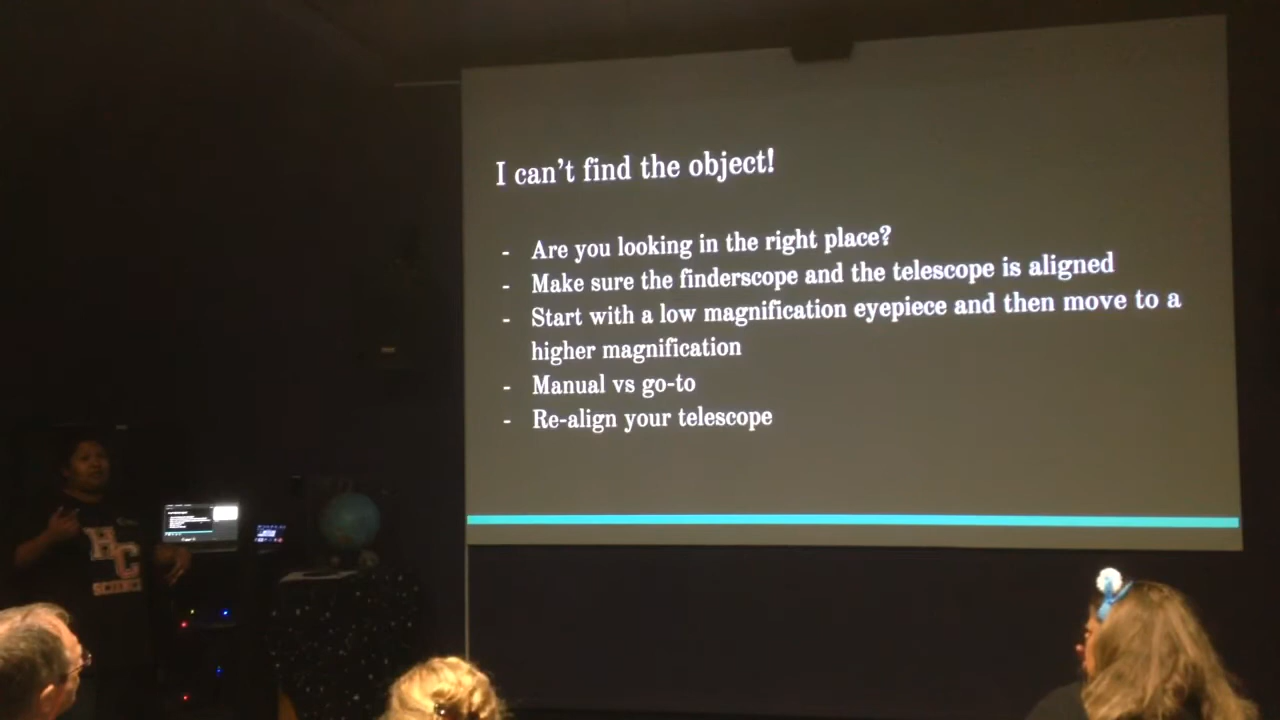 I can't find the object!
- Are you looking in the right place?
- Make sure the finderscope and the telescope is aligned
- Start with a low magnification eyepiece and then move to a
higher magnification
- Manual vs go-to
- Re-align your telescope
HC
SCIENCE